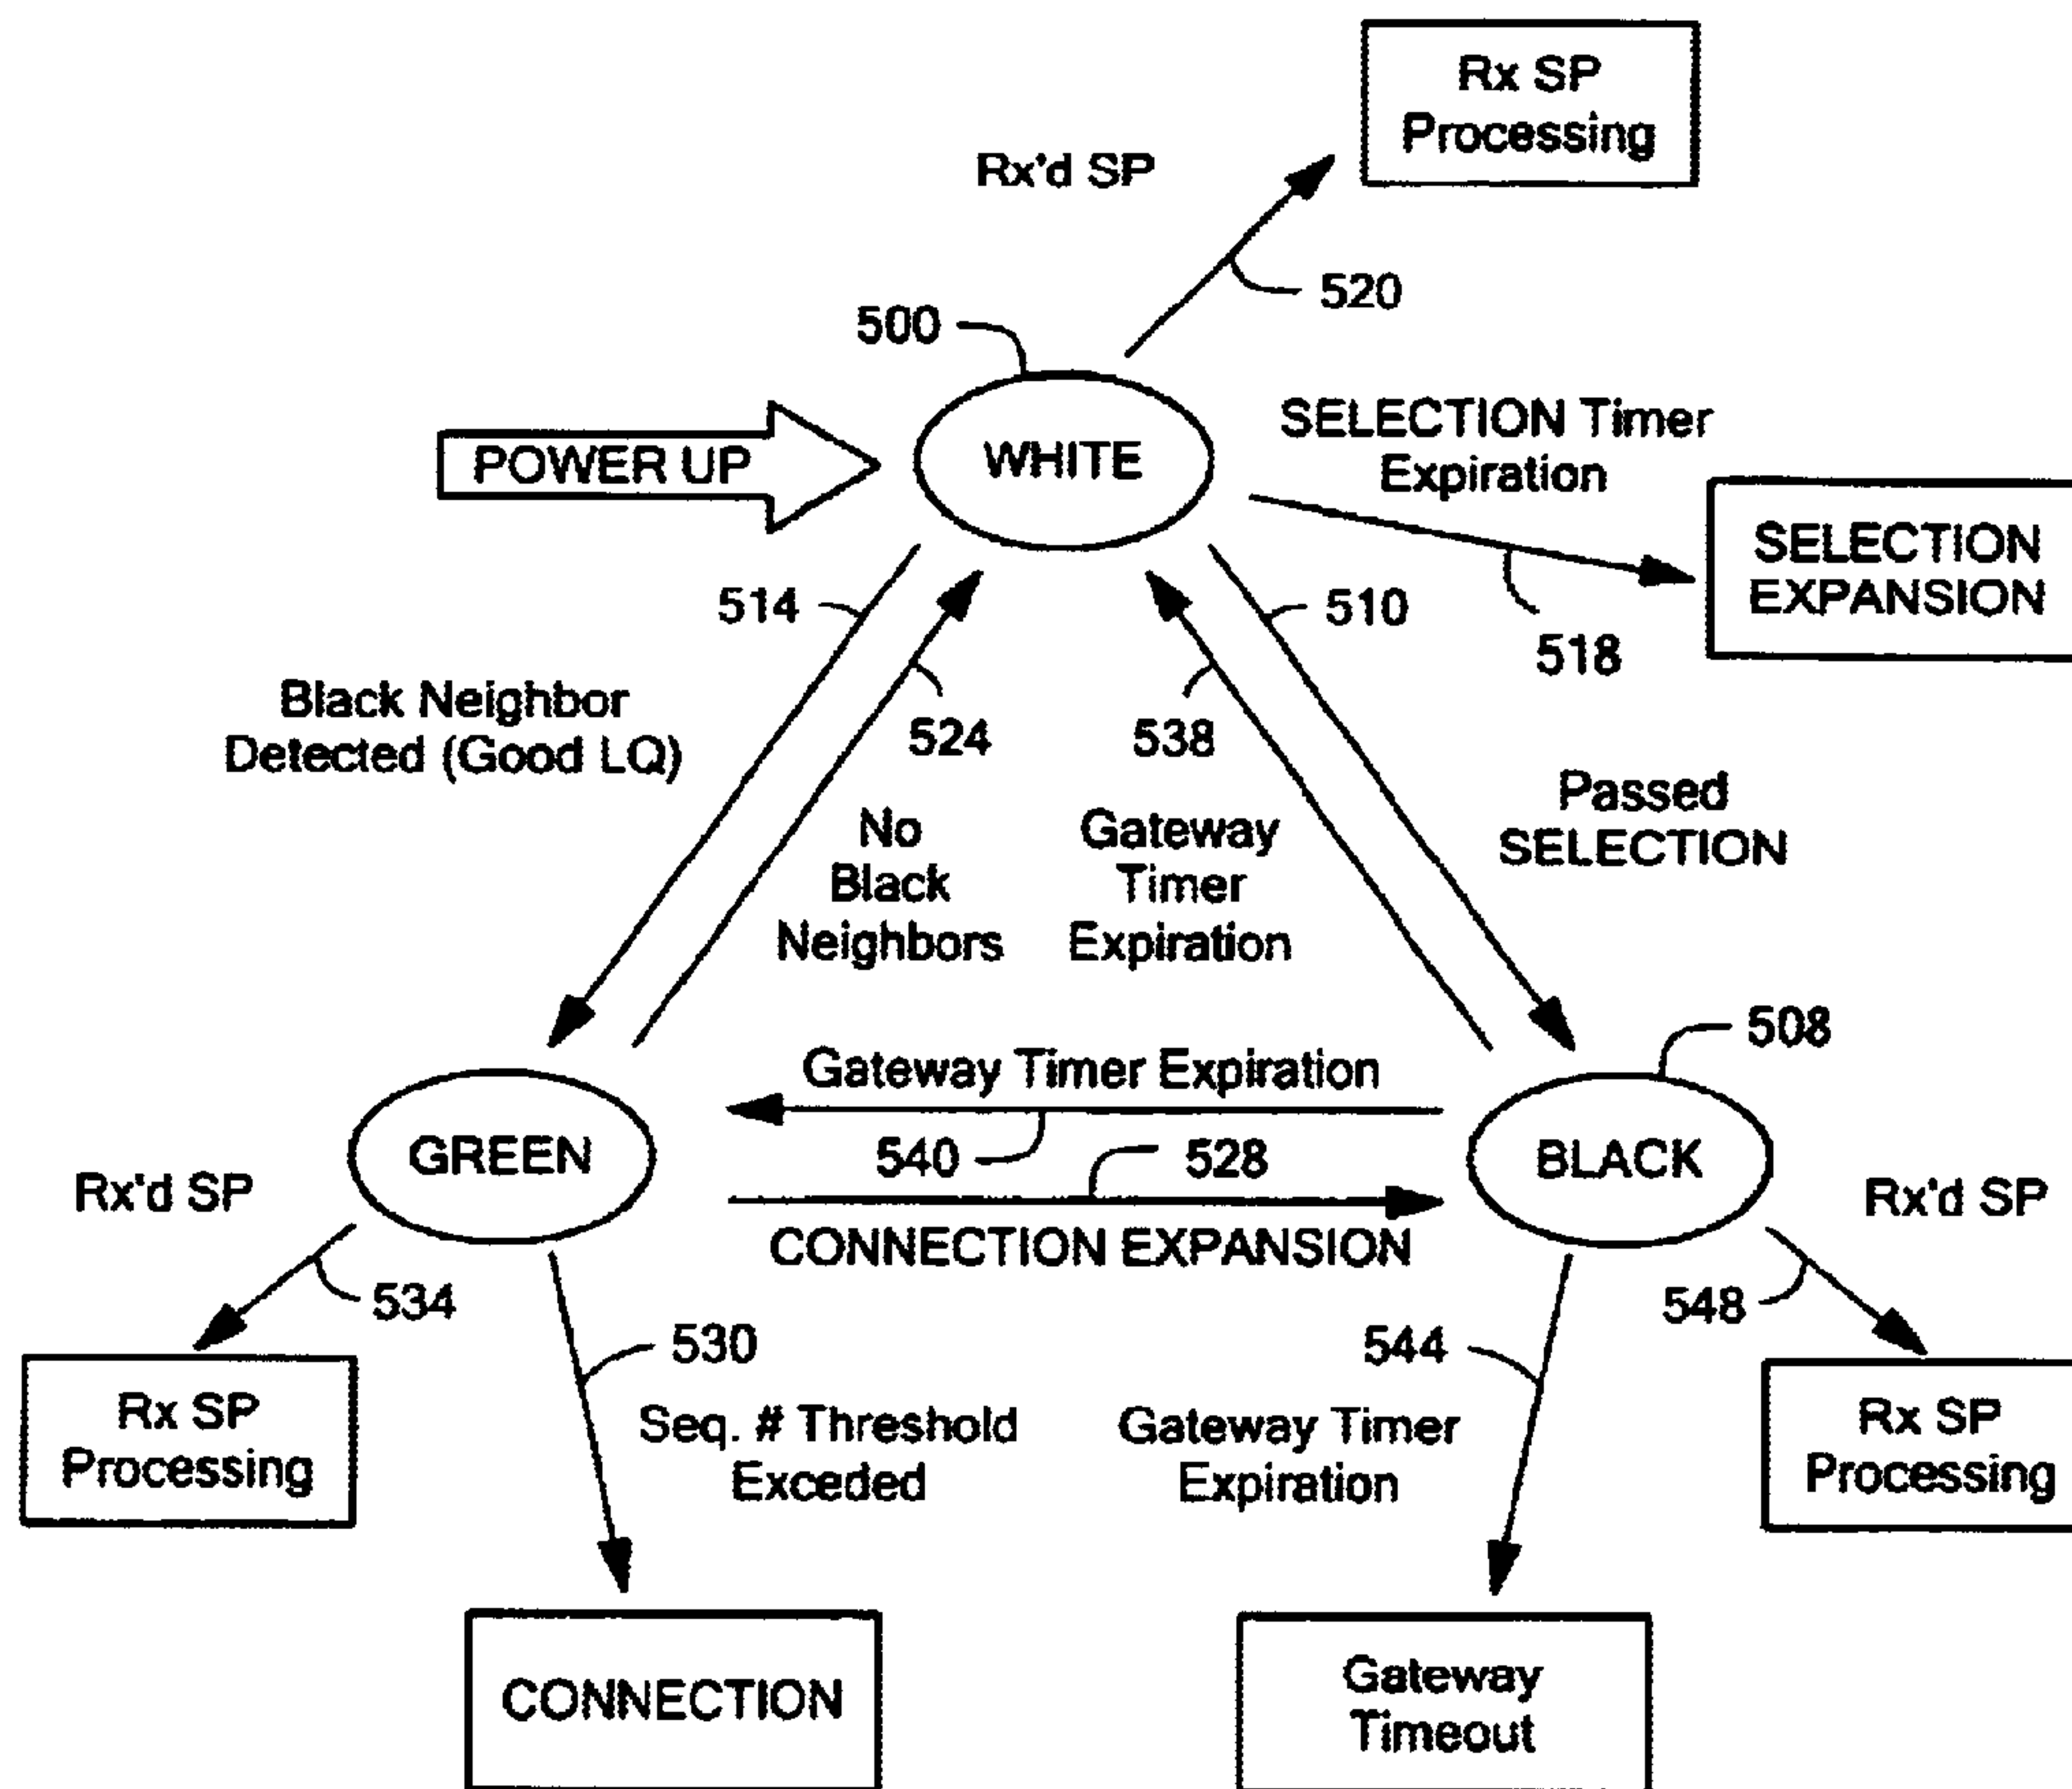 Rx SP
Processing
Rx'd SP
520
500
SELECTION Timer
Expiration
POWER UP
WHITE
SELECTION
EXPANSION
514
510
518
Black Neighbor
Detected (Good LQ)
524
538
Passed
SELECTION
No
Black
Neighbors
Gateway
Timer
Expiration
508
Gateway Timer Expiration
GREEN
540
528
BLACK
Rx'd SP
Rx'd SP
CONNECTION EXPANSION
534
548
530
544
Rx SP
Processing
Seq. # Threshold
Exceded
Gateway Timer
Expiration
Rx SP
Processing
CONNECTION
Gateway
Timeout